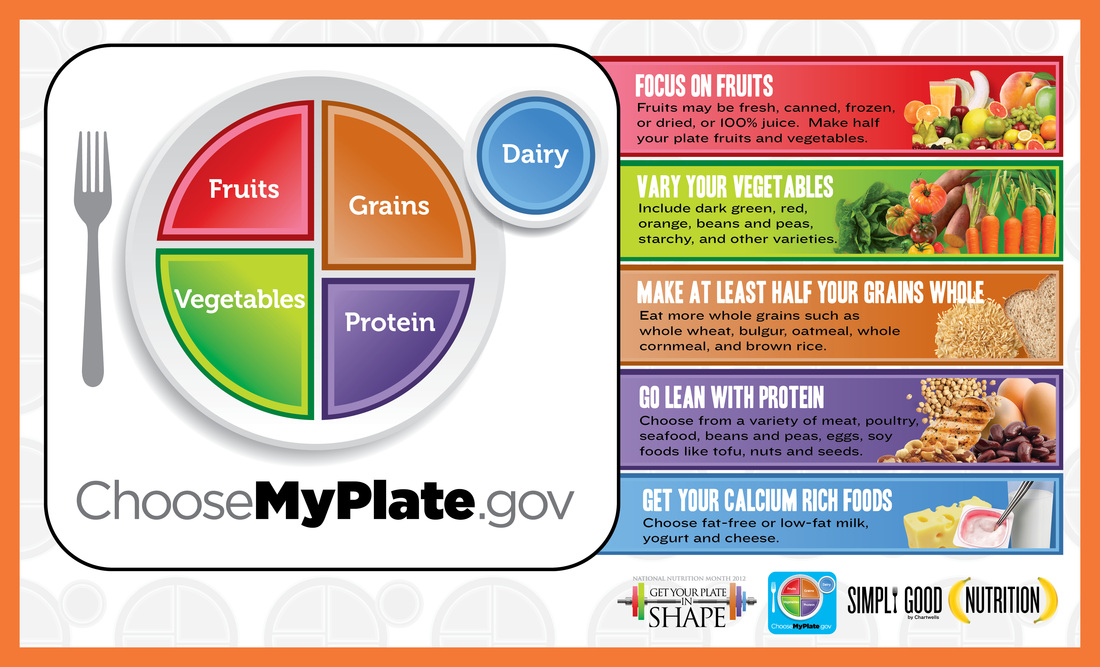 Fruits
Grains
Dairy
Vegetables
Protein
ChooseMyPlate.gov
FOCUS ON FRUITS
Fruits may be fresh, canned, frozen,
or dried, or 100% juice. Make half
your plate fruits and vegetables.
VARY YOUR VEGETABLES
Include dark green, red,
orange, beans and peas,
starchy, and other varieties.
MAKE AT LEAST HALF YOUR GRAINS WHOLE
Eat more whole grains such as
whole wheat, bulgur, oatmeal, whole
cornmeal, and brown rice.
GO LEAN WITH PROTEIN
Choose from a variety of meat, poultry,
seafood, beans and peas, eggs, soy
foods like tofu, nuts and seeds.
GET YOUR CALCIUM RICH FOODS
Choose fat-free or low-fat milk,
yogurt and cheese.
NATIONAL NUTRITION MONTH 2012
GET YOUR PLATE
IN
SHAPE
Fruits
Grains
Dairy
Vegetables
Protein
ChooseMyPlate.gov
SIMPLY GOOD
by Chartwells
NUTRITION